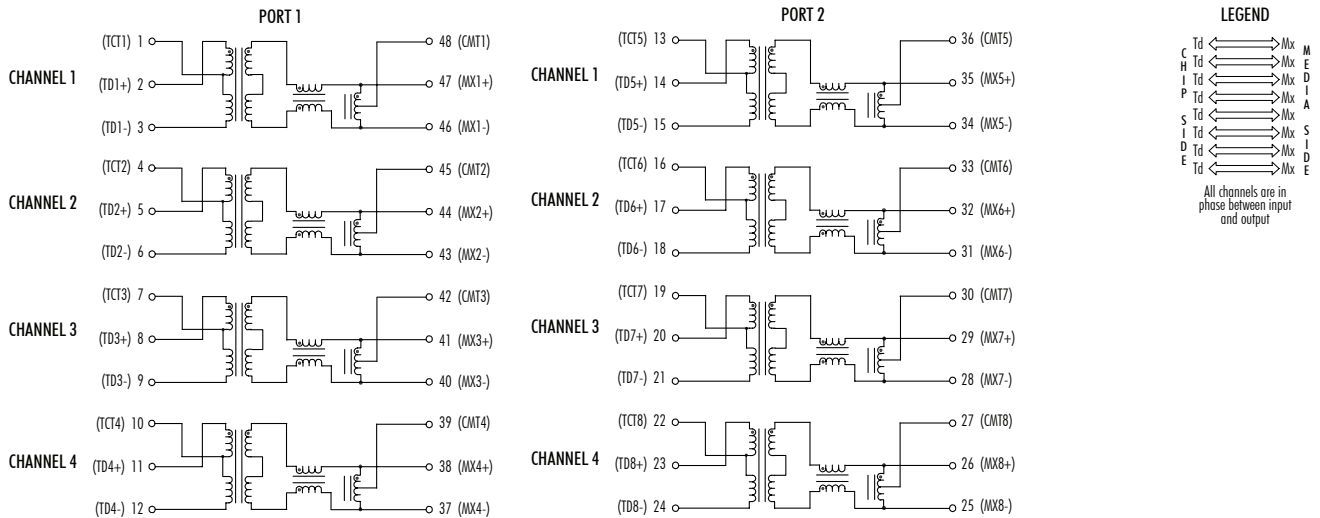 PORT 1
(TCT1) 1
48 (CMT1)
CHANNEL 1
(TD1+) 2
47 (MX1+)
(TD1-) 3
46 (MX1-)
(TCT2) 4
45 (CMT2)
CHANNEL 2
(TD2+) 5
44 (MX2+)
(TD2-) 6
43 (MX2-)
(TCT3) 7
42 (CMT3)
CHANNEL 3
(TD3+) 8
41 (MX3+)
(TD3-) 9
40 (MX3-)
(TCT4) 10
39 (CMT4)
CHANNEL 4
(TD4+) 11
38 (MX4+)
(TD4-) 12
37 (MX4-)
PORT 2
(TCT5) 13
36 (CMT5)
CHANNEL 1
(TD5+) 14
35 (MX5+)
(TD5-) 15
34 (MX5-)
(TCT6) 16
33 (CMT6)
CHANNEL 2
(TD6+) 17
32 (MX6+)
(TD6-) 18
31 (MX6-)
(TCT7) 19
30 (CMT7)
CHANNEL 3
(TD7+) 20
29 (MX7+)
(TD7-) 21
28 (MX7-)
(TCT8) 22
27 (CMT8)
CHANNEL 4
(TD8+) 23
26 (MX8+)
(TD8-) 24
25 (MX8-)
LEGEND
CHIP SIDE
Td Mx
Td Mx
Td Mx
Td Mx
Td Mx
Td Mx
Td Mx
Td Mx
MEDIA SIDE
All channels are in
phase between input
and output